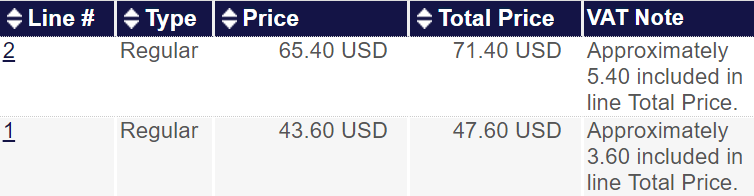 Line # Type Price Total Price VAT Note
2 Regular 65.40 USD 71.40 USD Approximately
5.40 included in
line Total Price.
1 Regular 43.60 USD 47.60 USD Approximately
3.60 included in
line Total Price.